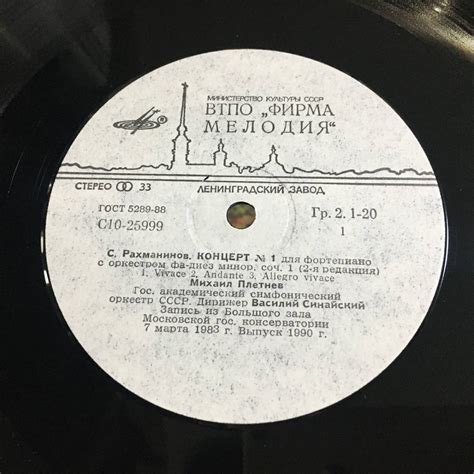 МИНИСТЕРСТВО КУЛЬТУРЫ СССР
ВТПО „ФИРМА
МЕЛОДИЯ"
СТЕРЕО 33
ЛЕНИНГРАДСКИЙ ЗАВОД
ГОСТ 5289-88
Гр. 2. 1-20
С10-25999
1
С. Рахманинов. КОНЦЕРТ № 1 для фортепиано
с оркестром фа-диез минор, соч. 1 (2-я редакция)
1. Vivace 2. Andante 3. Allegro vivace
Михаил Плетнев
Гос. академический симфонический
оркестр СССР. Дирижер Василий Синайский
Запись из Большого зала
Московской гос. консерватории
7 марта 1983 г. Выпуск 1990 г.